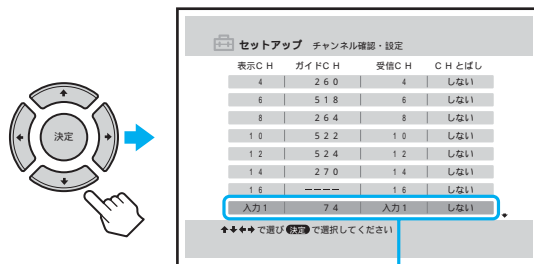 セットアップ チャンネル確認・設定
表示CH ガイドCH 受信CH CHとばし
4 260 4 しない
6 518 6 しない
8 264 8 しない
10 522 10 しない
12 524 12 しない
14 270 14 しない
16 ---- 16 しない
入力1 74 入力1 しない
決定
↑↓←→で選び 決定 で選択してください